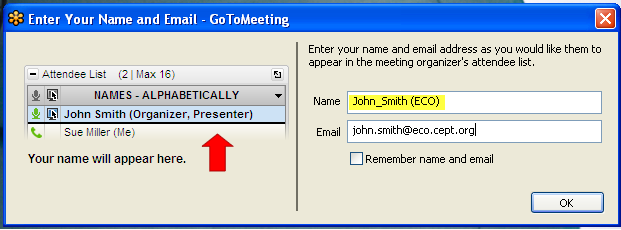 Enter Your Name and Email - GoToMeeting
Attendee List (2 | Max 16)
NAMES - ALPHABETICALLY
John Smith (Organizer, Presenter)
Sue Miller (Me)
Your name will appear here.
Enter your name and email address as you would like them to
appear in the meeting organizer's attendee list.
Name John_Smith (ECO)
Email john.smith@eco.cept.org
Remember name and email
OK